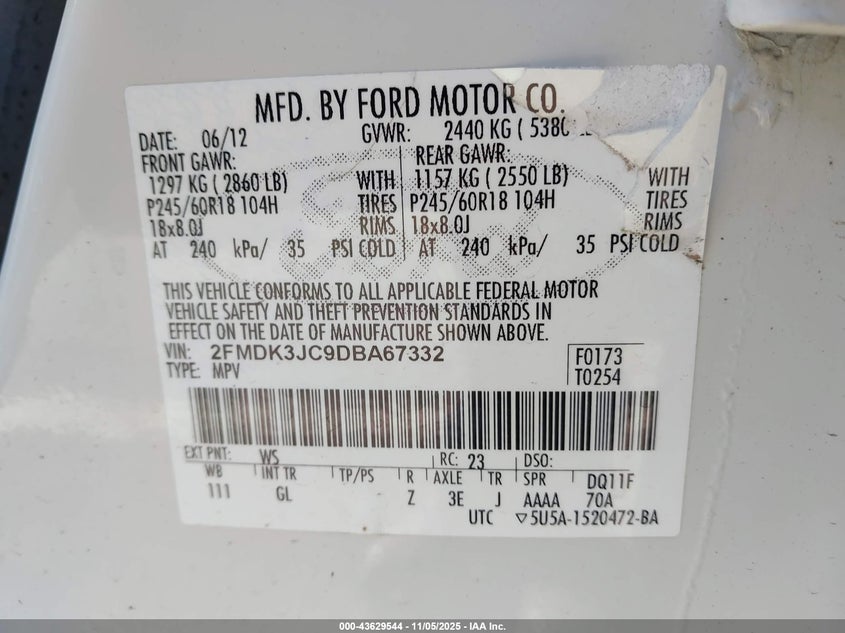 MFD. BY FORD MOTOR CO.
DATE: 06/12 GVWR: 2440 KG ( 5380
FRONT GAWR: REAR GAWR:
1297 KG ( 2860 LB) WITH 1157 KG ( 2550 LB) WITH
P245/60R18 104H TIRES P245/60R18 104H TIRES
18x8.0J RIMS 18x8.0J RIMS
AT 240 kPa/ 35 PSI COLD AT 240 kPa/ 35 PSI COLD
THIS VEHICLE CONFORMS TO ALL APPLICABLE FEDERAL MOTOR
VEHICLE SAFETY AND THEFT PREVENTION STANDARDS IN
EFFECT ON THE DATE OF MANUFACTURE SHOWN ABOVE.
VIN: 2FMDK3JC9DBA67332 F0173
TYPE: MPV T0254
EXT PNT: WS RC: 23 DSO:
WB INT TR TP/PS R AXLE TR SPR DQ11F
111 GL Z 3E J AAAA 70A
UTC ▽5U5A-1520472-BA
000-43629544 | 11/05/2025 | IAA Inc.